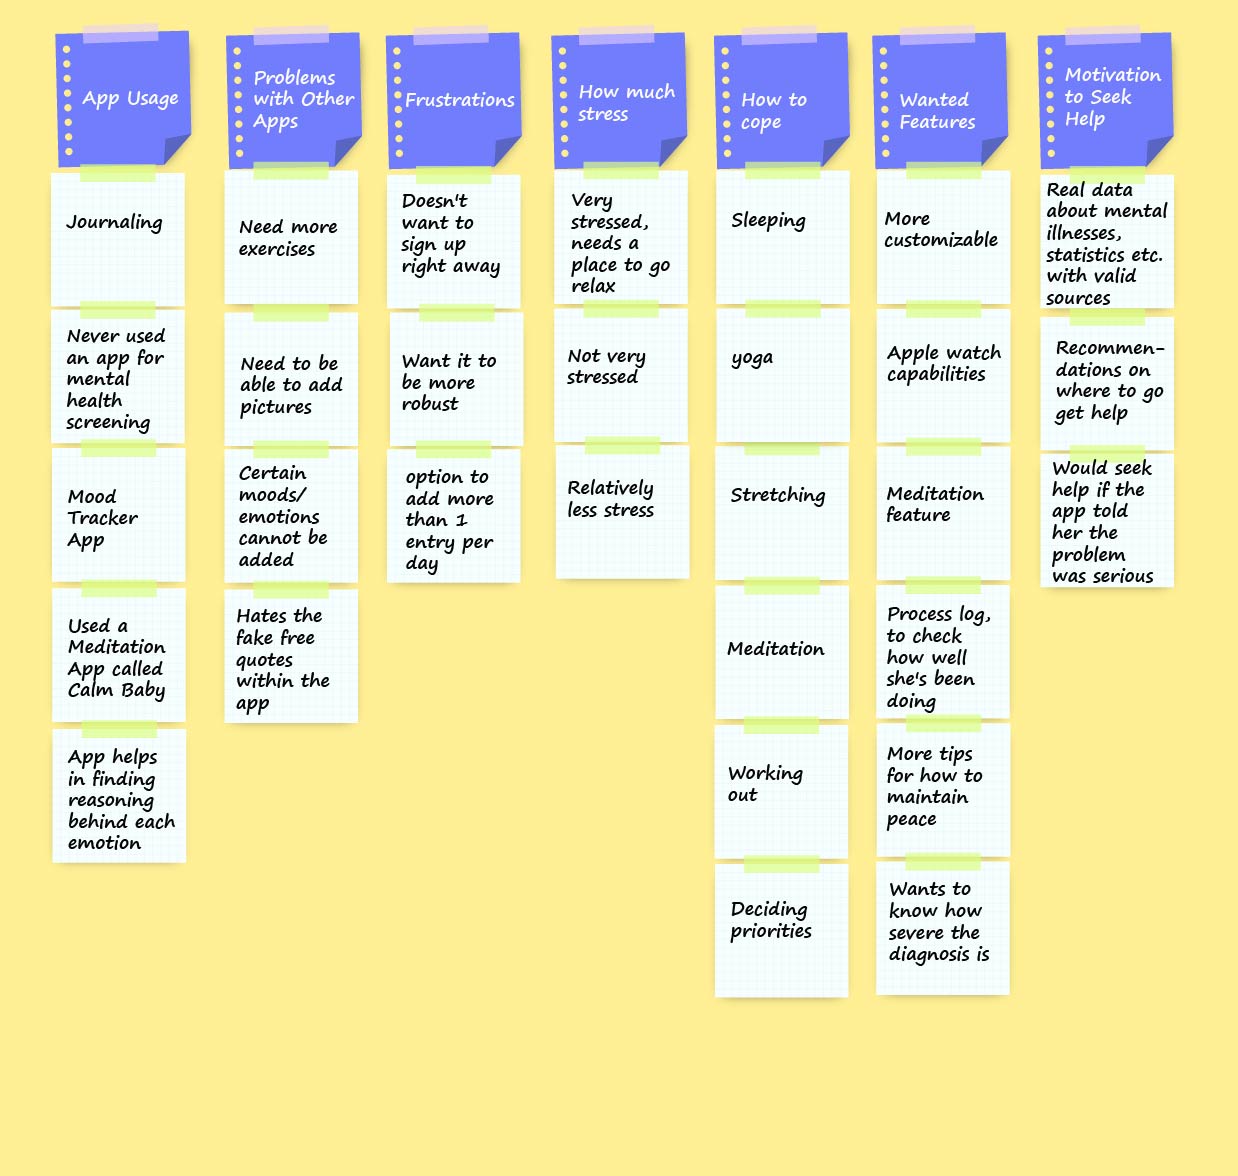 App Usage
Journaling
Never used
an app for
mental
health
screening
Mood
Tracker
App
Used a
Meditation
App called
Calm Baby
App helps
in finding
reasoning
behind each
emotion
Problems
with Other
Apps
Need more
exercises
Need to be
able to add
pictures
Certain
moods/
emotions
cannot be
added
Hates the
fake free
quotes
within the
app
Frustrations
Doesn't
want to
sign up
right away
Want it to
be more
robust
option to
add more
than 1
entry per
day
How much
stress
Very
stressed,
needs a
place to go
relax
Not very
stressed
Relatively
less stress
How to
cope
Sleeping
yoga
Stretching
Meditation
Working
out
Deciding
priorities
Wanted
Features
More
customizable
Apple watch
capabilities
Meditation
feature
Process log,
to check
how well
she's been
doing
More tips
for how to
maintain
peace
Wants to
know how
severe the
diagnosis is
Motivation
to Seek
Help
Real data
about mental
illnesses,
statistics etc.
with valid
sources
Recommen-
dations on
where to go
get help
Would seek
help if the
app told
her the
problem
was serious